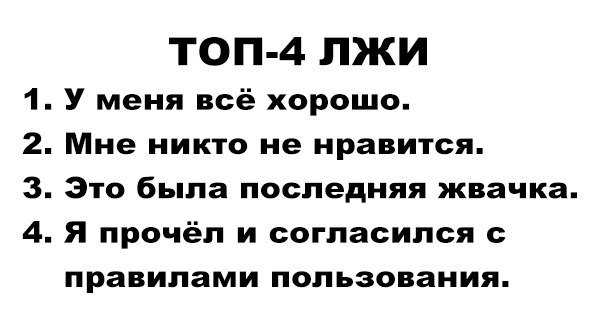 ТОП-4 ЛЖИ
1. У меня всё хорошо.
2. Мне никто не нравится.
3. Это была последняя жвачка.
4. Я прочёл и согласился с
правилами пользования.